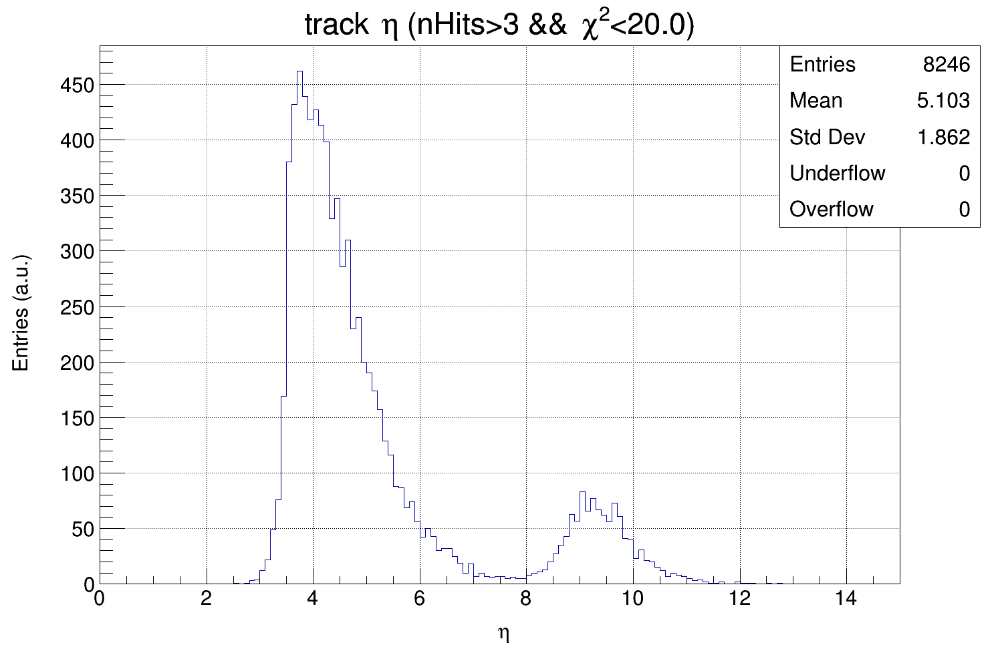 track η (nHits>3 && χ²<20.0)
Entries 8246
Mean 5.103
Std Dev 1.862
Underflow 0
Overflow 0
450
400
350
300
250
200
150
100
50
0
Entries (a.u.)
0 2 4 6 8 10 12 14
η